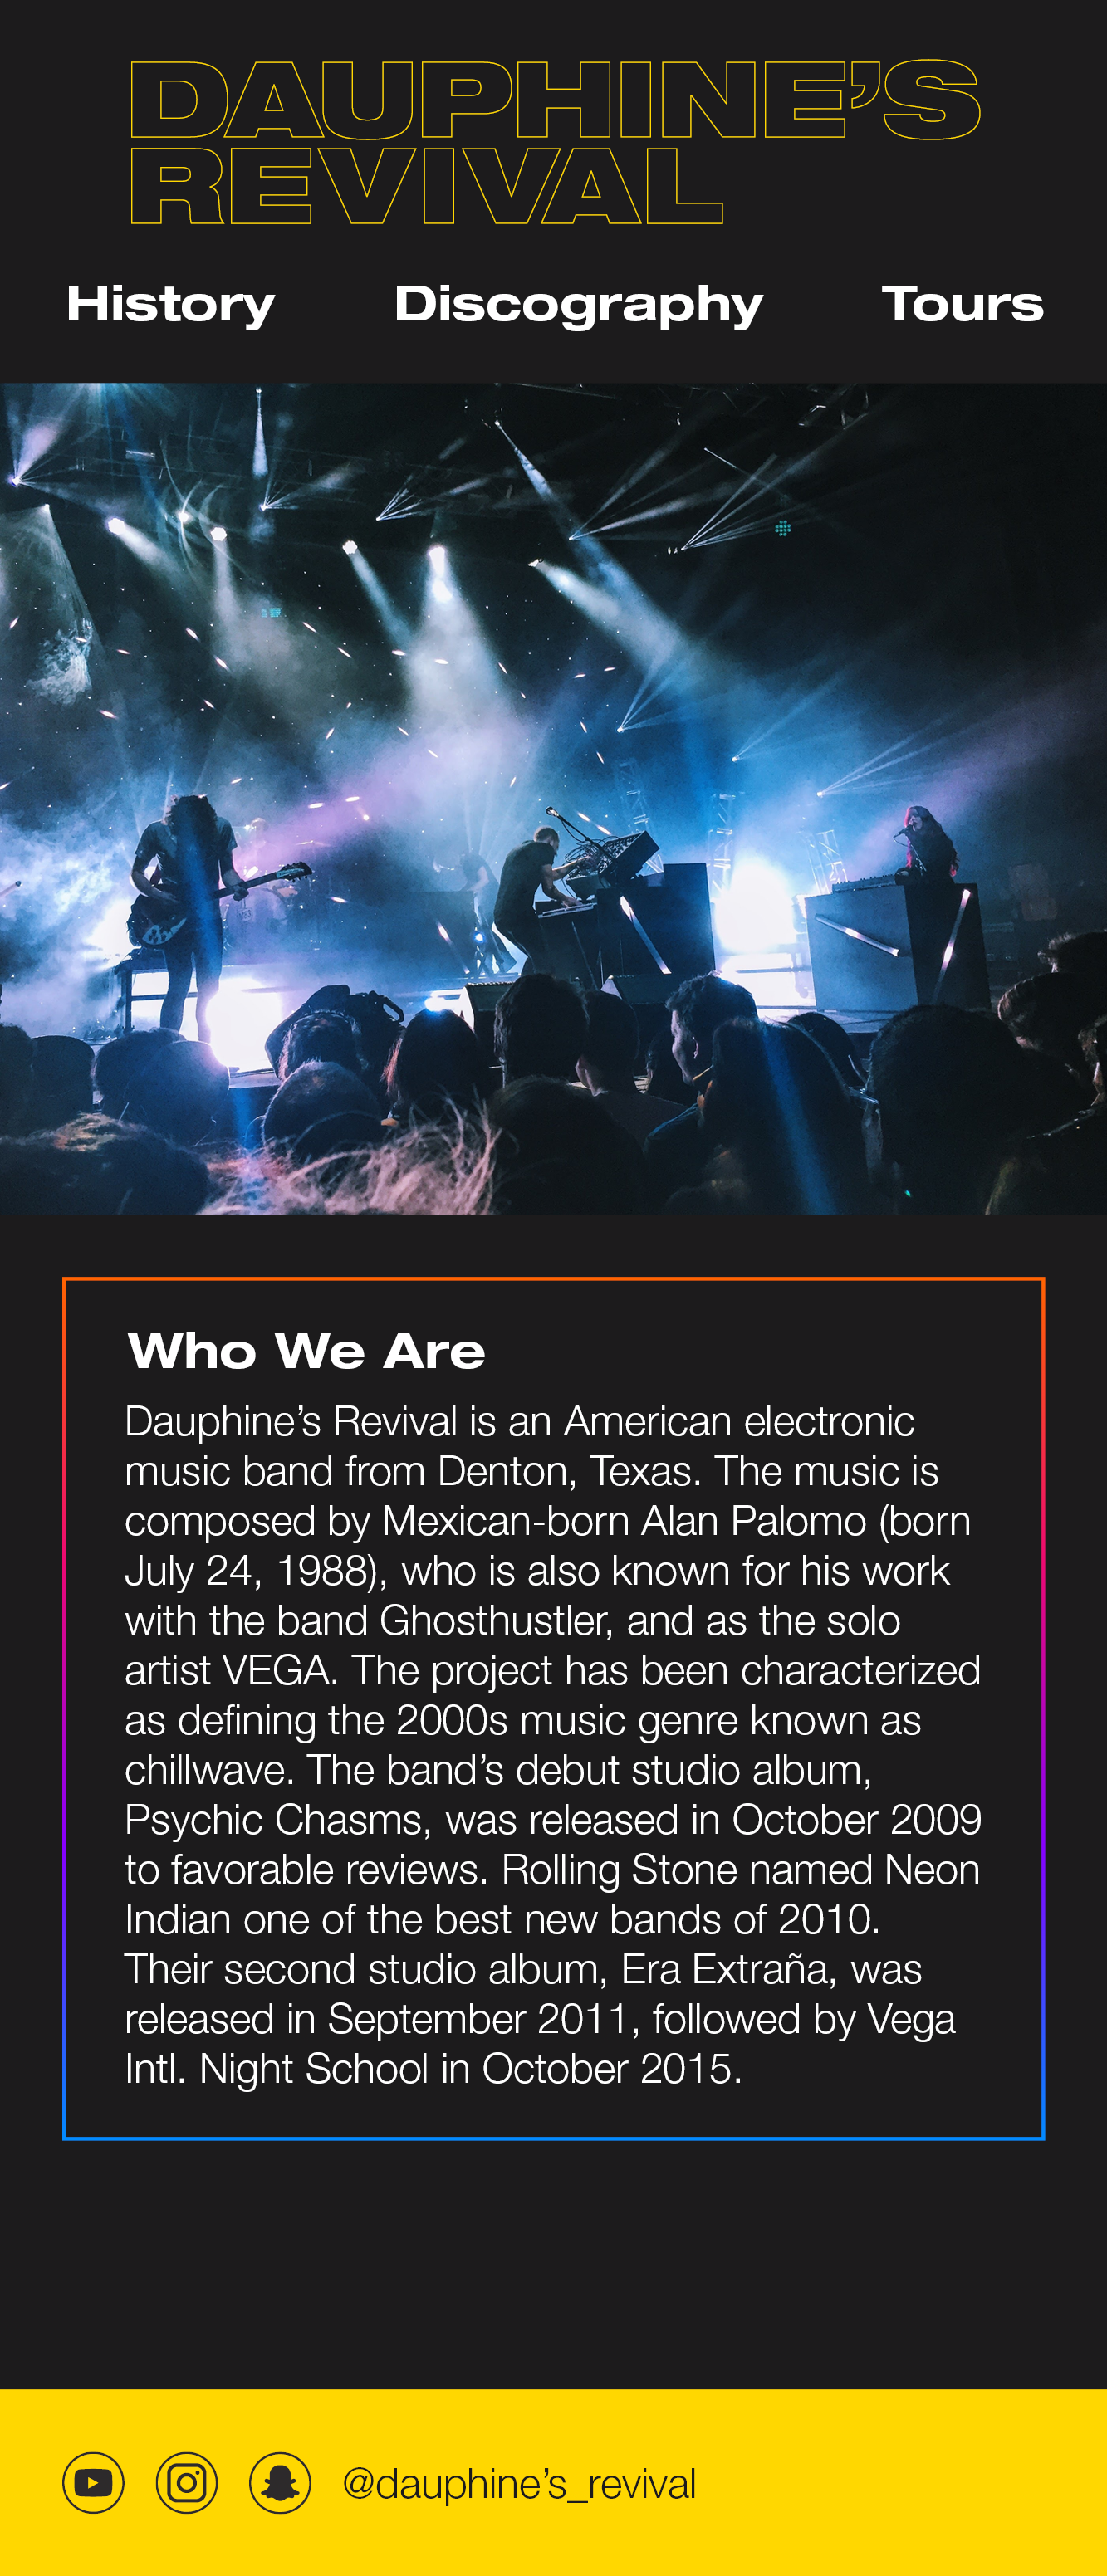 DAUPHINE’S
REVIVAL
History Discography Tours
Who We Are
Dauphine’s Revival is an American electronic
music band from Denton, Texas. The music is
composed by Mexican-born Alan Palomo (born
July 24, 1988), who is also known for his work
with the band Ghosthustler, and as the solo
artist VEGA. The project has been characterized
as defining the 2000s music genre known as
chillwave. The band’s debut studio album,
Psychic Chasms, was released in October 2009
to favorable reviews. Rolling Stone named Neon
Indian one of the best new bands of 2010.
Their second studio album, Era Extraña, was
released in September 2011, followed by Vega
Intl. Night School in October 2015.
@dauphine’s_revival